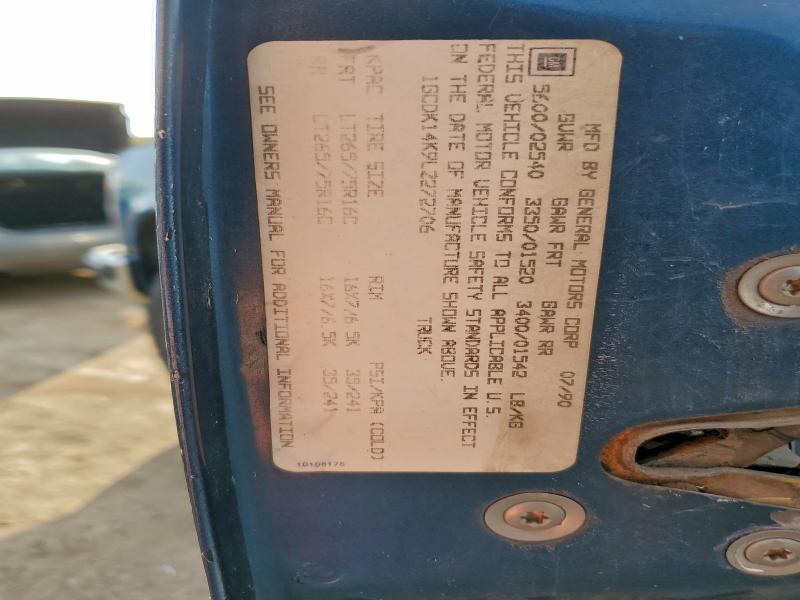 GM
MFD BY GENERAL MOTORS CORP 07/90
GVWR GAWR FRT GAWR RR
5600/02540 3350/01520 3400/01542 LB/KG
THIS VEHICLE CONFORMS TO ALL APPLICABLE U.S.
FEDERAL MOTOR VEHICLE SAFETY STANDARDS IN EFFECT
ON THE DATE OF MANUFACTURE SHOWN ABOVE.
1GCDK14K9LZ272706 TRUCK
TIRE SIZE RIM PSI/KPA (COLD)
FRT LT265/75R16C 16X7/6.5K 35/241
RR LT265/75R16C 16X7/6.5K 35/241
SEE OWNERS MANUAL FOR ADDITIONAL INFORMATION